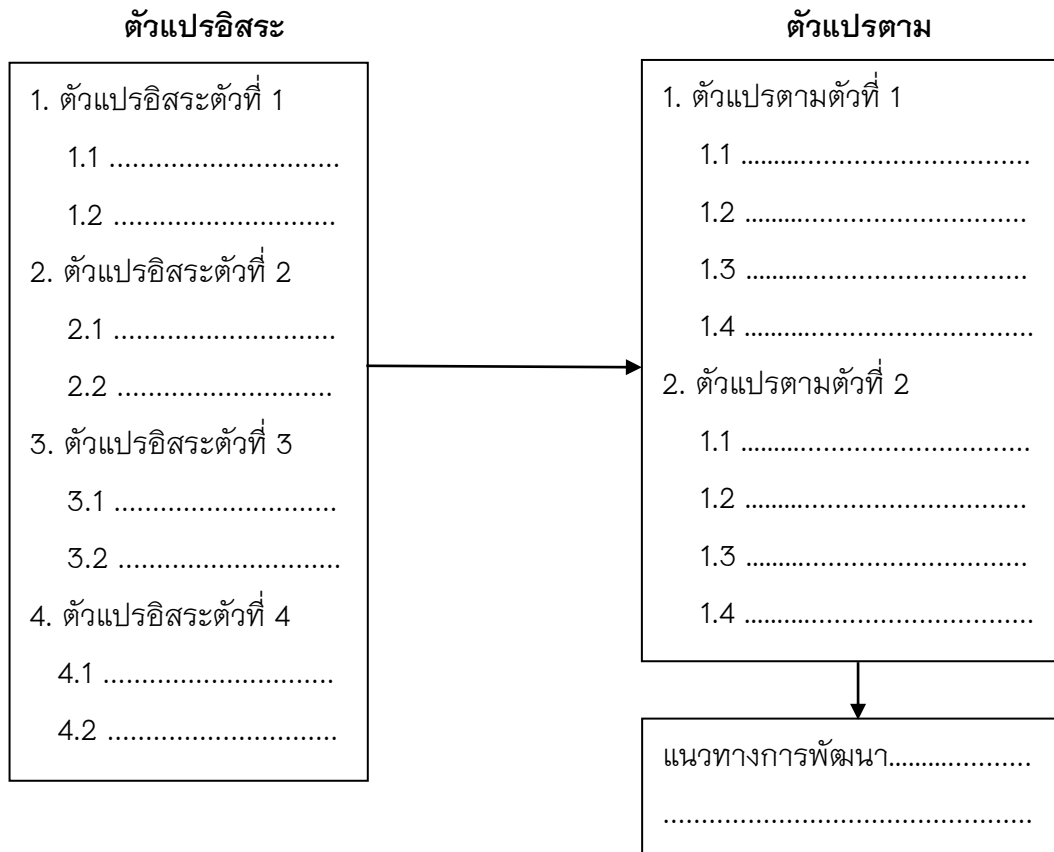 ตัวแปรอิสระ
1. ตัวแปรอิสระตัวที่ 1
1.1 .............................
1.2 .............................
2. ตัวแปรอิสระตัวที่ 2
2.1 .............................
2.2 ............................
3. ตัวแปรอิสระตัวที่ 3
3.1 .............................
3.2 .............................
4. ตัวแปรอิสระตัวที่ 4
4.1 ..............................
4.2 ..............................
ตัวแปรตาม
1. ตัวแปรตามตัวที่ 1
1.1 ......................................
1.2 .....................................
1.3 .....................................
1.4 ......................................
2. ตัวแปรตามตัวที่ 2
1.1 ......................................
1.2 .....................................
1.3 .....................................
1.4 ......................................
แนวทางการพัฒนา...................
................................................